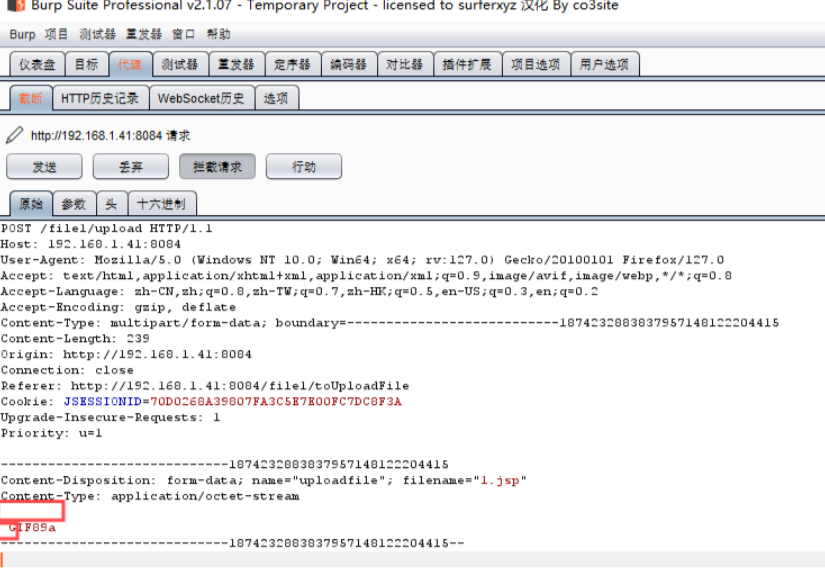 Burp Suite Professional v2.1.07 - Temporary Project - licensed to surferxyz 汉化 By co3site
Burp 项目 测试器 重发器 窗口 帮助
仪表盘 目标 代理 测试器 重发器 定序器 编码器 对比器 插件扩展 项目选项 用户选项
截断 HTTP历史记录 WebSocket历史 选项
http://192.168.1.41:8084 请求
发送 丢弃 拦截请求 行动
原始 参数 头 十六进制
POST /file1/upload HTTP/1.1
Host: 192.168.1.41:8084
User-Agent: Mozilla/5.0 (Windows NT 10.0; Win64; x64; rv:127.0) Gecko/20100101 Firefox/127.0
Accept: text/html,application/xhtml+xml,application/xml;q=0.9,image/avif,image/webp,*/*;q=0.8
Accept-Language: zh-CN,zh;q=0.8,zh-TW;q=0.7,zh-HK;q=0.5,en-US;q=0.3,en;q=0.2
Accept-Encoding: gzip, deflate
Content-Type: multipart/form-data; boundary=---------------------------18742328838379571481222044​15
Content-Length: 239
Origin: http://192.168.1.41:8084
Connection: close
Referer: http://192.168.1.41:8084/file1/toUploadFile
Cookie: JSESSIONID=70D0268A39807FA3C5E7E00FC7DC8F3A
Upgrade-Insecure-Requests: 1
Priority: u=1
-----------------------------1874232883837957148122204415
Content-Disposition: form-data; name="uploadfile"; filename="1.jsp"
Content-Type: application/octet-stream
GIF89a
-----------------------------1874232883837957148122204415--